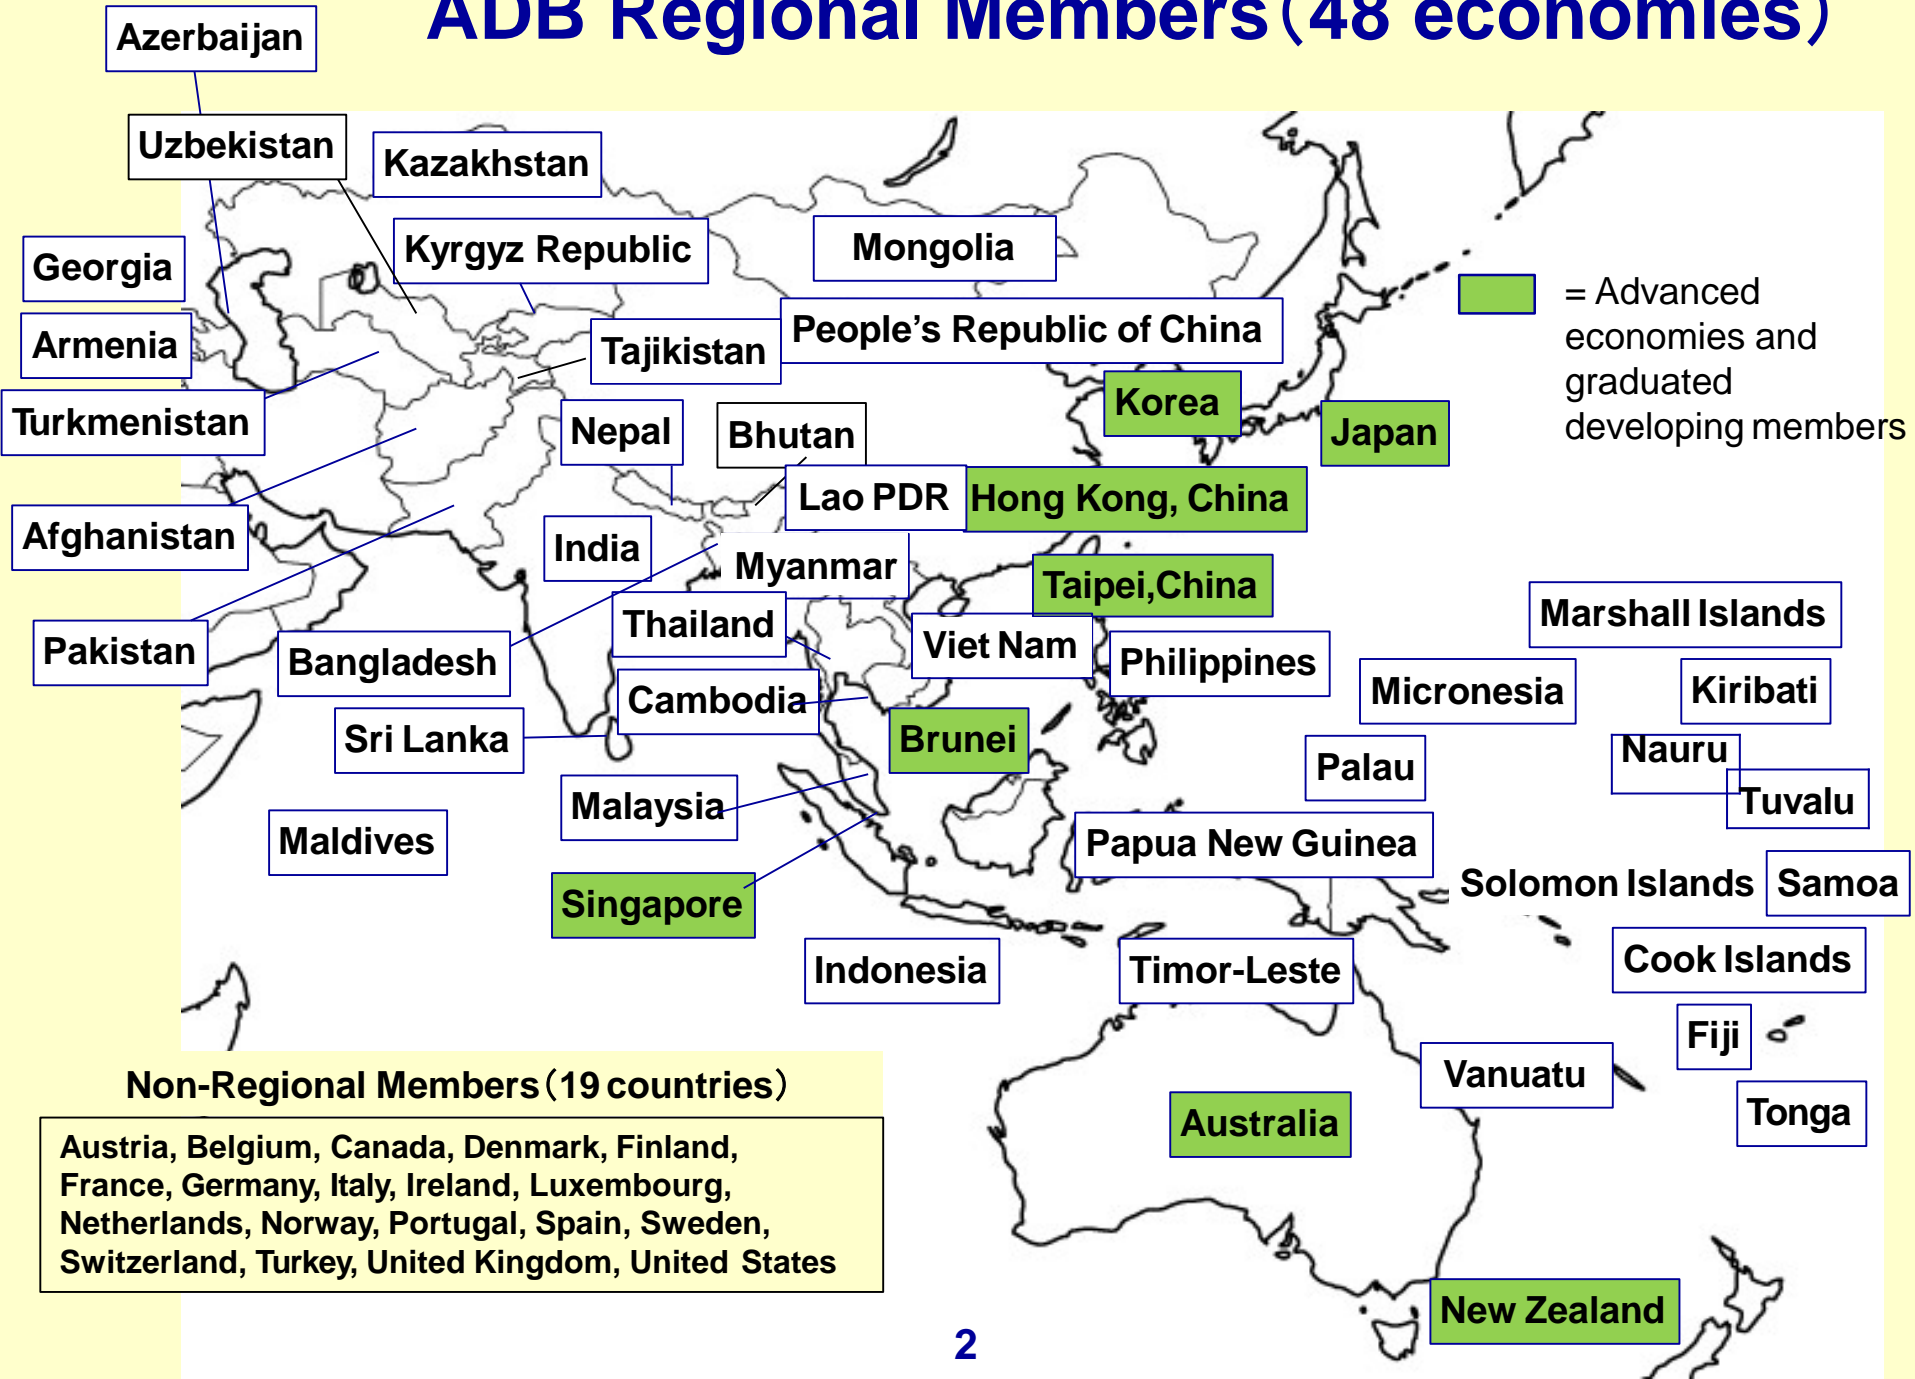 ADB Regional Members（48 economies）
Azerbaijan
Uzbekistan
Kazakhstan
Georgia
Kyrgyz Republic
Mongolia
= Advanced
economies and
graduated
developing members
Armenia
Tajikistan
People’s Republic of China
Turkmenistan
Nepal
Bhutan
Korea
Japan
Afghanistan
India
Lao PDR
Hong Kong, China
Myanmar
Taipei,China
Pakistan
Bangladesh
Thailand
Viet Nam
Philippines
Marshall Islands
Cambodia
Micronesia
Kiribati
Sri Lanka
Brunei
Palau
Nauru
Tuvalu
Maldives
Malaysia
Papua New Guinea
Singapore
Solomon Islands
Samoa
Indonesia
Timor-Leste
Cook Islands
Fiji
Vanuatu
Tonga
Australia
New Zealand
Non-Regional Members（19 countries）
Austria, Belgium, Canada, Denmark, Finland,
France, Germany, Italy, Ireland, Luxembourg,
Netherlands, Norway, Portugal, Spain, Sweden,
Switzerland, Turkey, United Kingdom, United States
2